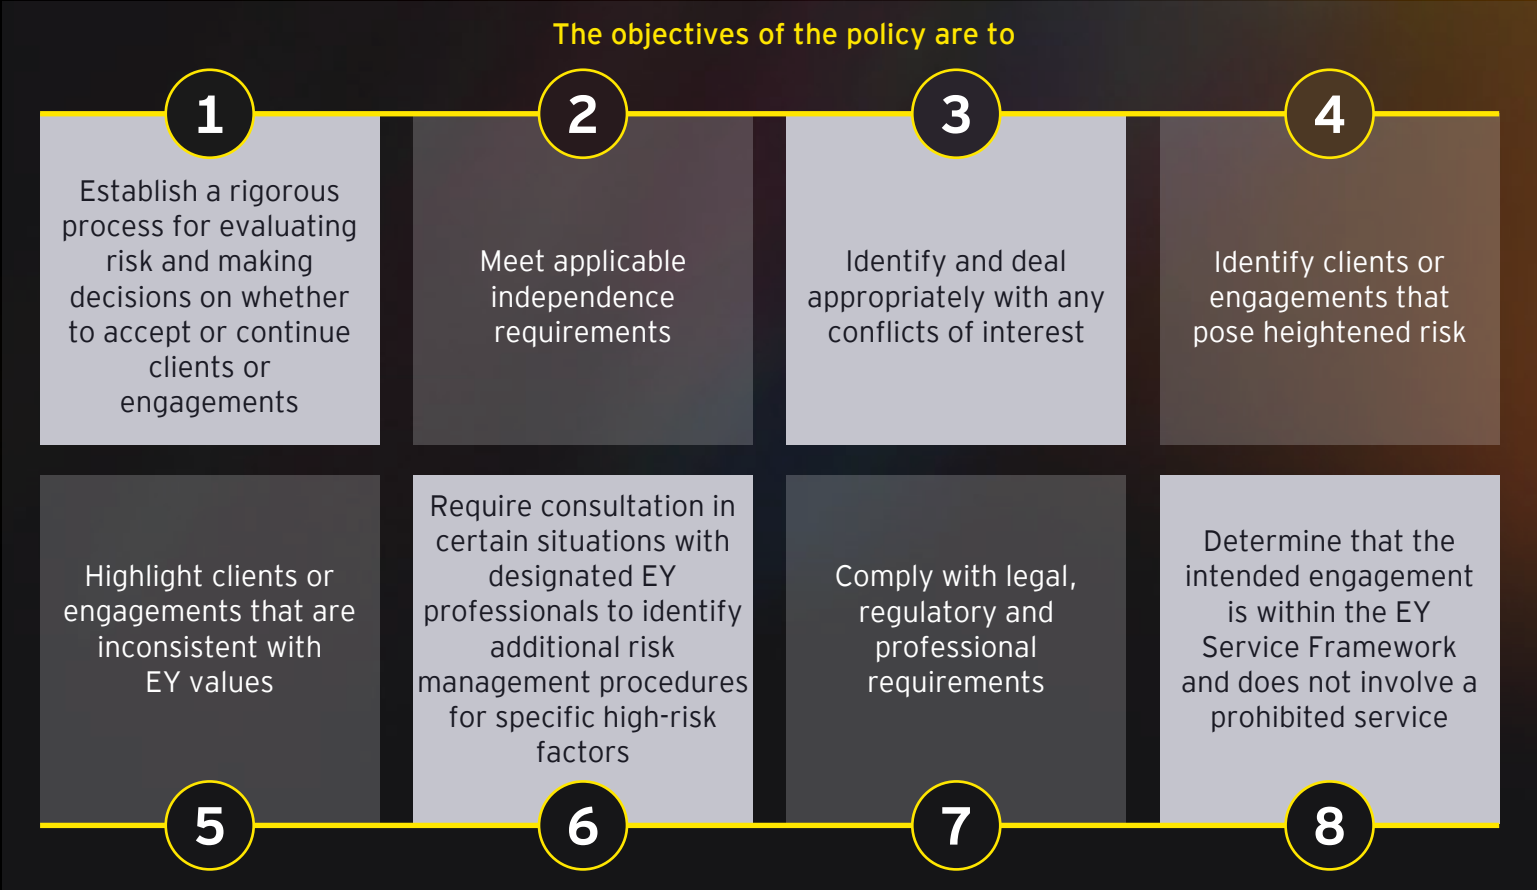 The objectives of the policy are to
1
Establish a rigorous
process for evaluating
risk and making
decisions on whether
to accept or continue
clients or
engagements
2
Meet applicable
independence
requirements
3
Identify and deal
appropriately with any
conflicts of interest
4
Identify clients or
engagements that
pose heightened risk
Highlight clients or
engagements that are
inconsistent with
EY values
5
Require consultation in
certain situations with
designated EY
professionals to identify
additional risk
management procedures
for specific high-risk
factors
6
Comply with legal,
regulatory and
professional
requirements
7
Determine that the
intended engagement
is within the EY
Service Framework
and does not involve a
prohibited service
8